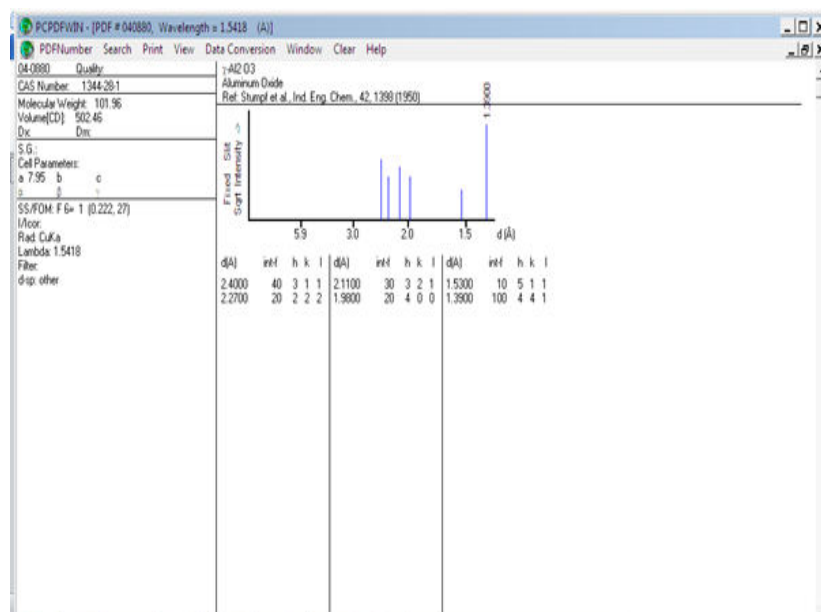 PCPDFWIN - [PDF # 040880, Wavelength = 1.5418 (A)]
PDFNumber Search Print View Data Conversion Window Clear Help
04-0880 Quality:
CAS Number: 1344-28-1
Molecular Weight: 101.96
Volume[CD]: 502.46
Dx: Dm:
S.G.:
Cell Parameters:
a 7.95 b c
SS/FOM: F 6= 1 (0.222, 27)
I/Icor:
Rad: CuKa
Lambda: 1.5418
Filter:
d-sp: other
γ-Al2 O3
Aluminum Oxide
Ref: Stumpf et al., Ind. Eng. Chem., 42, 1398 (1950)
Fixed Slit
Sqrt Intensity ->
1.3900
5.9 3.0 2.0 1.5 d (Å)
d(A) int-f h k l d(A) int-f h k l d(A) int-f h k l
2.4000 40 3 1 1 2.1100 30 3 2 1 1.5300 10 5 1 1
2.2700 20 2 2 2 1.9800 20 4 0 0 1.3900 100 4 4 1